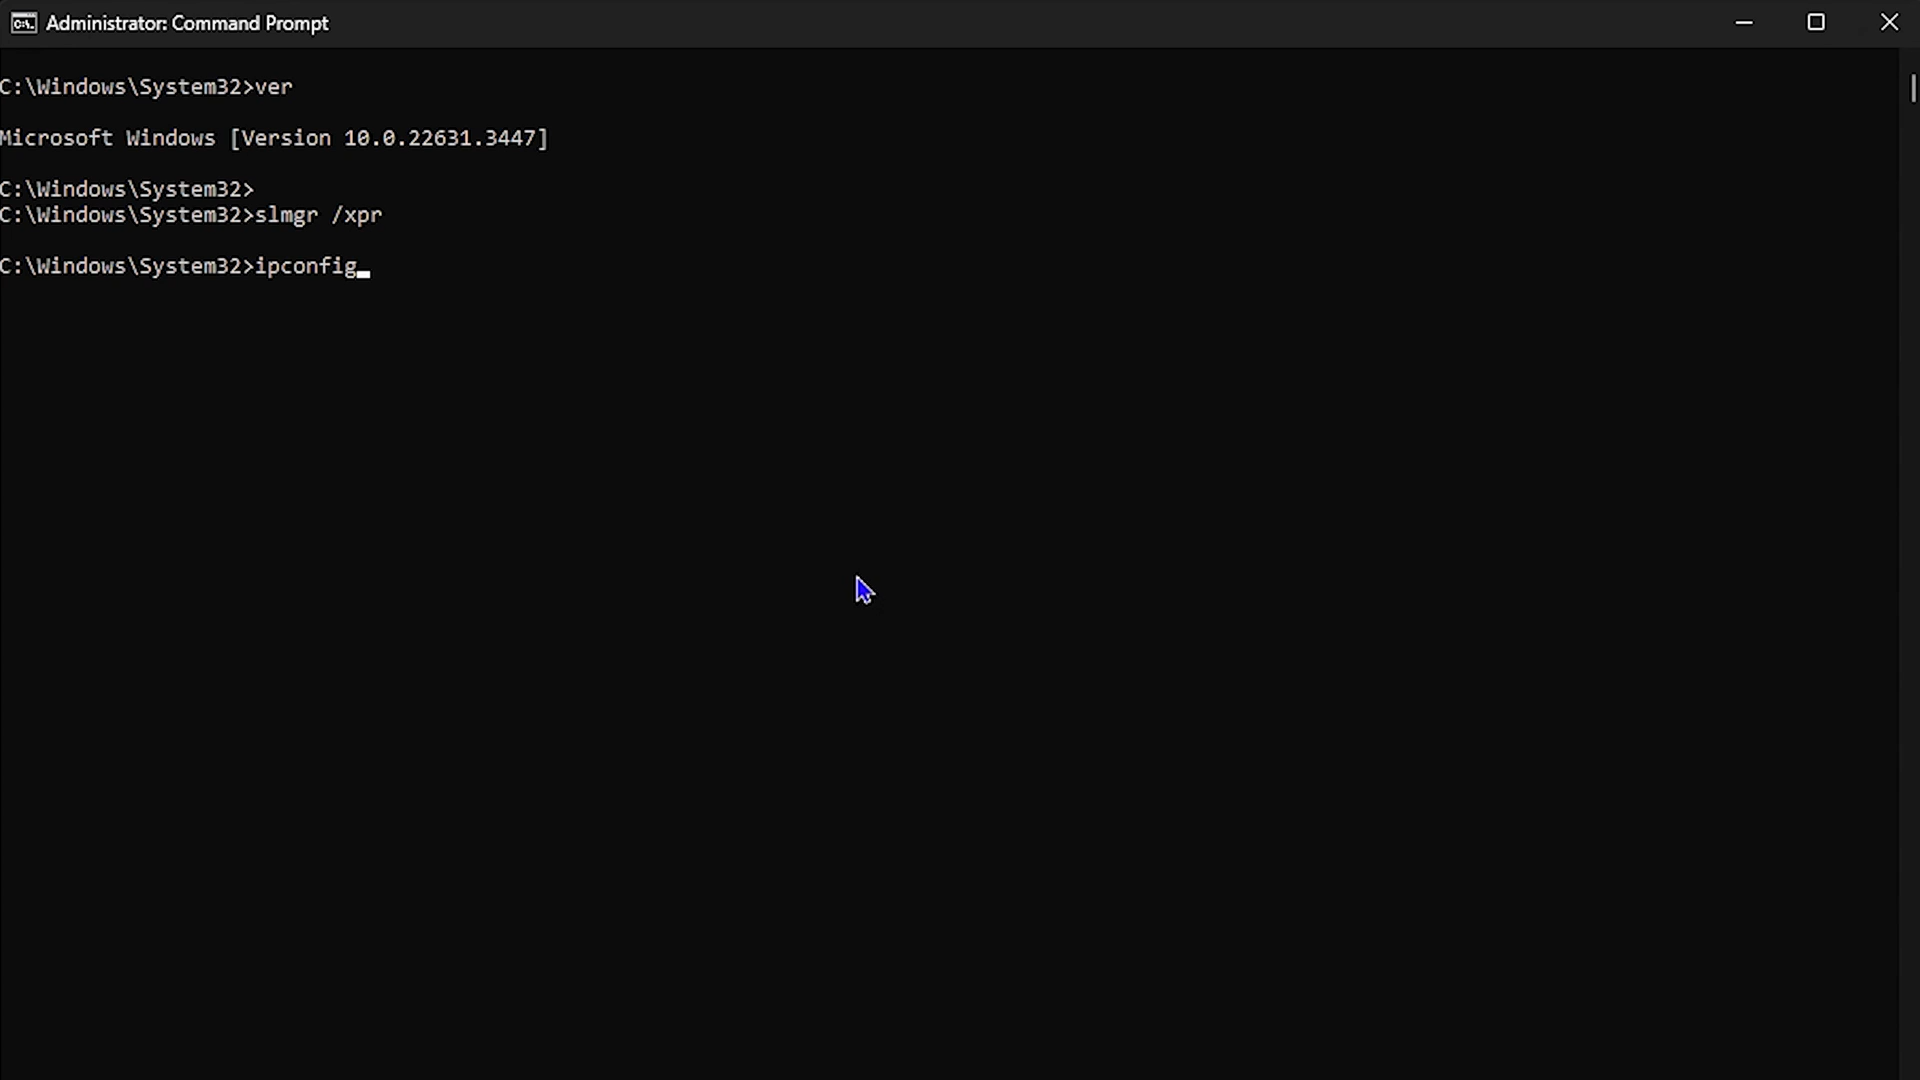 Administrator: Command Prompt
C:\Windows\System32>ver
Microsoft Windows [Version 10.0.22631.3447]
C:\Windows\System32>
C:\Windows\System32>slmgr /xpr
C:\Windows\System32>ipconfig_